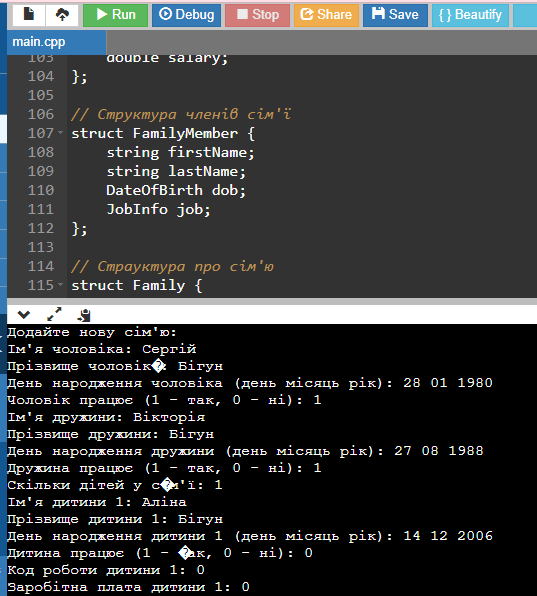 Run Debug Stop Share Save { } Beautify
main.cpp
103 double salary;
104 };
105
106 // Структура членів сім'ї
107 struct FamilyMember {
108 string firstName;
109 string lastName;
110 DateOfBirth dob;
111 JobInfo job;
112 };
113
114 // Страуктура про сім'ю
115 struct Family {
Додайте нову сім'ю:
Ім'я чоловіка: Сергій
Прізвище чоловік�: Бігун
День народження чоловіка (день місяць рік): 28 01 1980
Чоловік працює (1 - так, 0 - ні): 1
Ім'я дружини: Вікторія
Прізвище дружини: Бігун
День народження дружини (день місяць рік): 27 08 1988
Дружина працює (1 - так, 0 - ні): 1
Скільки дітей у с�м'ї: 1
Ім'я дитини 1: Аліна
Прізвище дитини 1: Бігун
День народження дитини 1 (день місяць рік): 14 12 2006
Дитина працює (1 - �ак, 0 - ні): 0
Код роботи дитини 1: 0
Заробітна плата дитини 1: 0